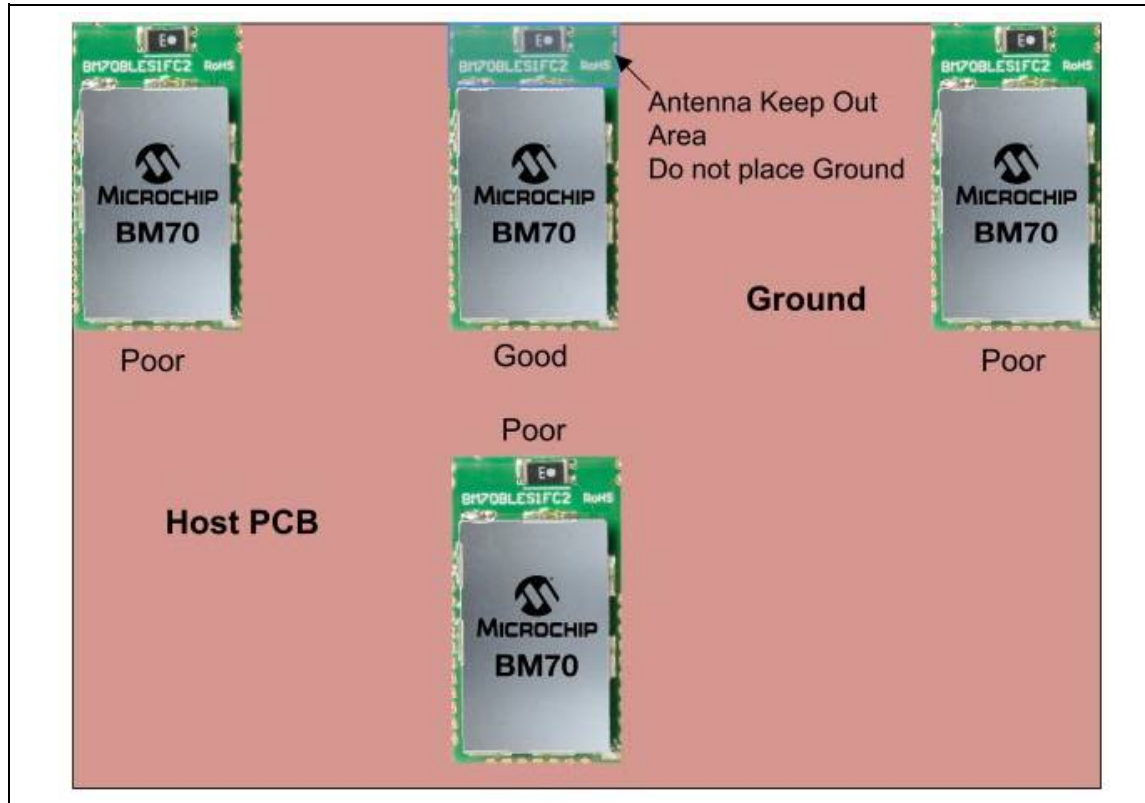 E
BM70BLES1FC2 RoHS
MICROCHIP
BM70
Poor
E
BM70BLES1FC2 RoHS
MICROCHIP
BM70
Good
Antenna Keep Out
Area
Do not place Ground
E
BM70BLES1FC2 RoHS
MICROCHIP
BM70
Poor
Ground
Host PCB
Poor
E
BM70BLES1FC2 RoHS
MICROCHIP
BM70